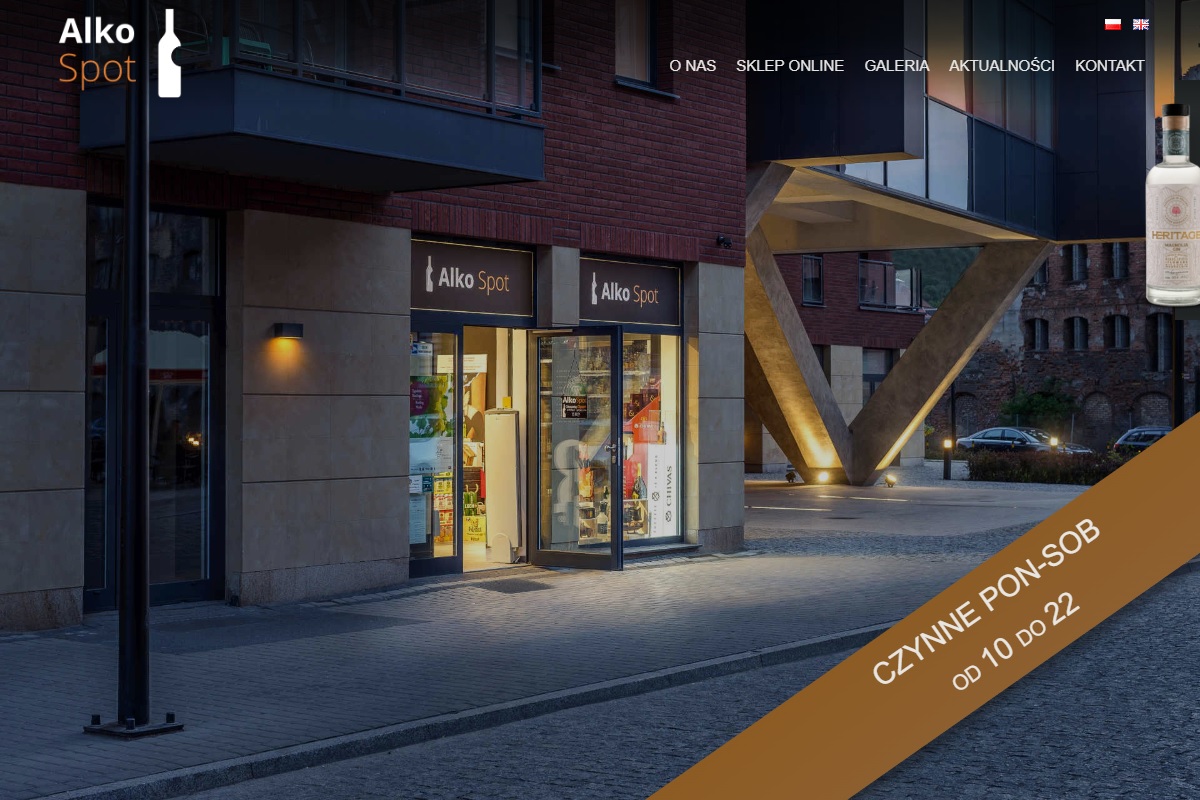 Alko
Spot
O NAS SKLEP ONLINE GALERIA AKTUALNOŚCI KONTAKT
HERITAGE
Alko Spot
Alko Spot
Alko
CHIVAS
CZYNNE PON-SOB
OD 10 DO 22